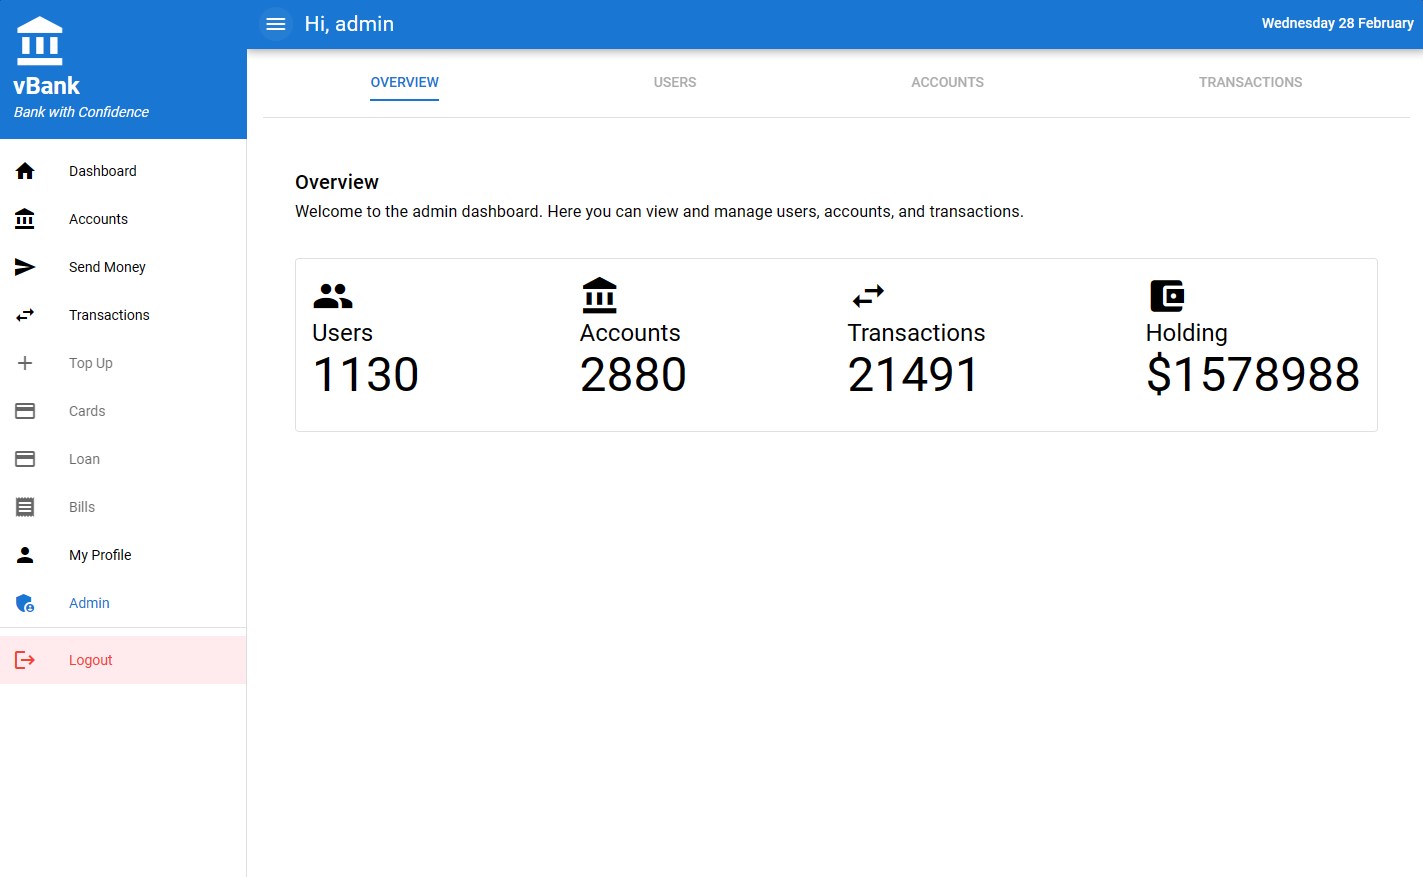 vBank
Bank with Confidence
Hi, admin
Wednesday 28 February
Dashboard
Accounts
Send Money
Transactions
Top Up
Cards
Loan
Bills
My Profile
Admin
Logout
OVERVIEW
USERS
ACCOUNTS
TRANSACTIONS
Overview
Welcome to the admin dashboard. Here you can view and manage users, accounts, and transactions.
Users
1130
Accounts
2880
Transactions
21491
Holding
$1578988